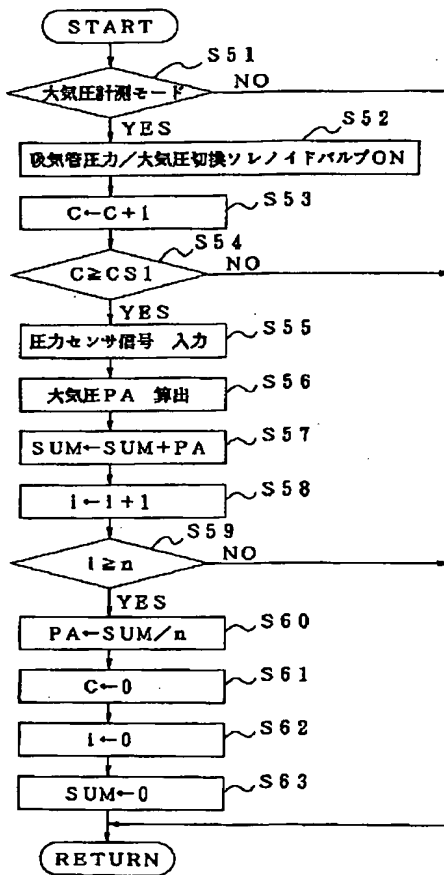 START
S51
大気圧計測モード
NO
YES
S52
吸気管圧力/大気圧切換ソレノイドバルブON
C←C+1
S53
S54
C≧CS1
NO
YES
圧力センサ信号 入力
S55
大気圧PA 算出
S56
SUM←SUM+PA
S57
i←i+1
S58
S59
i≧n
NO
YES
PA←SUM/n
S60
C←0
S61
i←0
S62
SUM←0
S63
RETURN